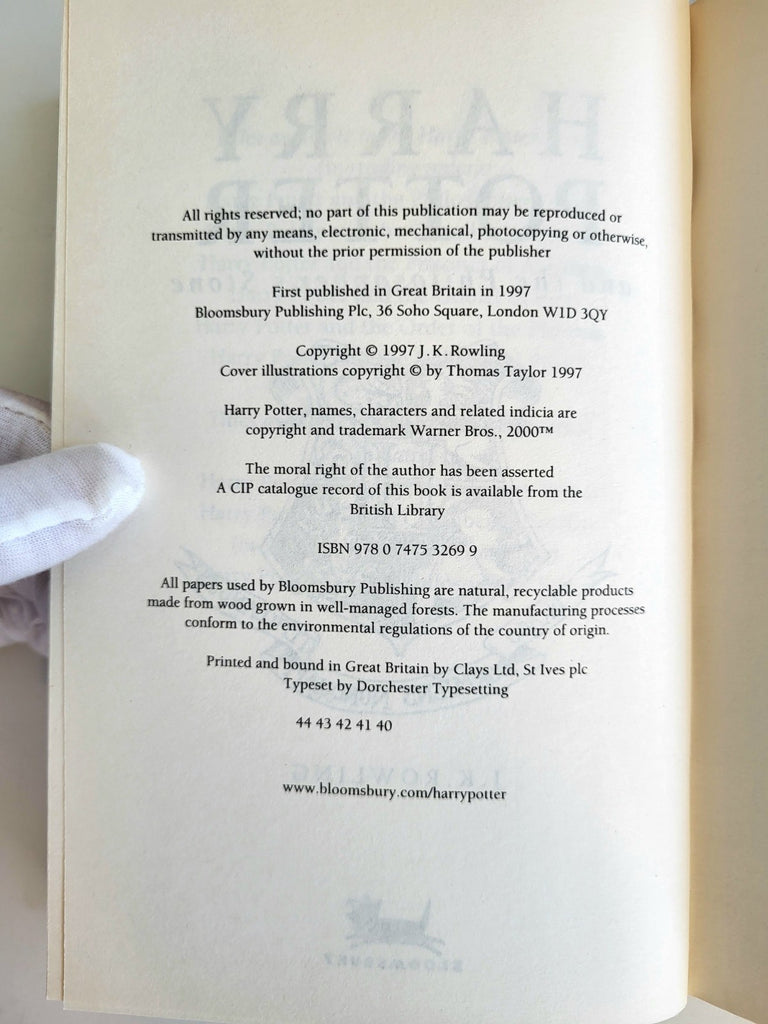 All rights reserved; no part of this publication may be reproduced or
transmitted by any means, electronic, mechanical, photocopying or otherwise,
without the prior permission of the publisher
First published in Great Britain in 1997
Bloomsbury Publishing Plc, 36 Soho Square, London W1D 3QY
Copyright © 1997 J.K.Rowling
Cover illustrations copyright © by Thomas Taylor 1997
Harry Potter, names, characters and related indicia are
copyright and trademark Warner Bros., 2000™
The moral right of the author has been asserted
A CIP catalogue record of this book is available from the
British Library
ISBN 978 0 7475 3269 9
All papers used by Bloomsbury Publishing are natural, recyclable products
made from wood grown in well-managed forests. The manufacturing processes
conform to the environmental regulations of the country of origin.
Printed and bound in Great Britain by Clays Ltd, St Ives plc
Typeset by Dorchester Typesetting
44 43 42 41 40
www.bloomsbury.com/harrypotter